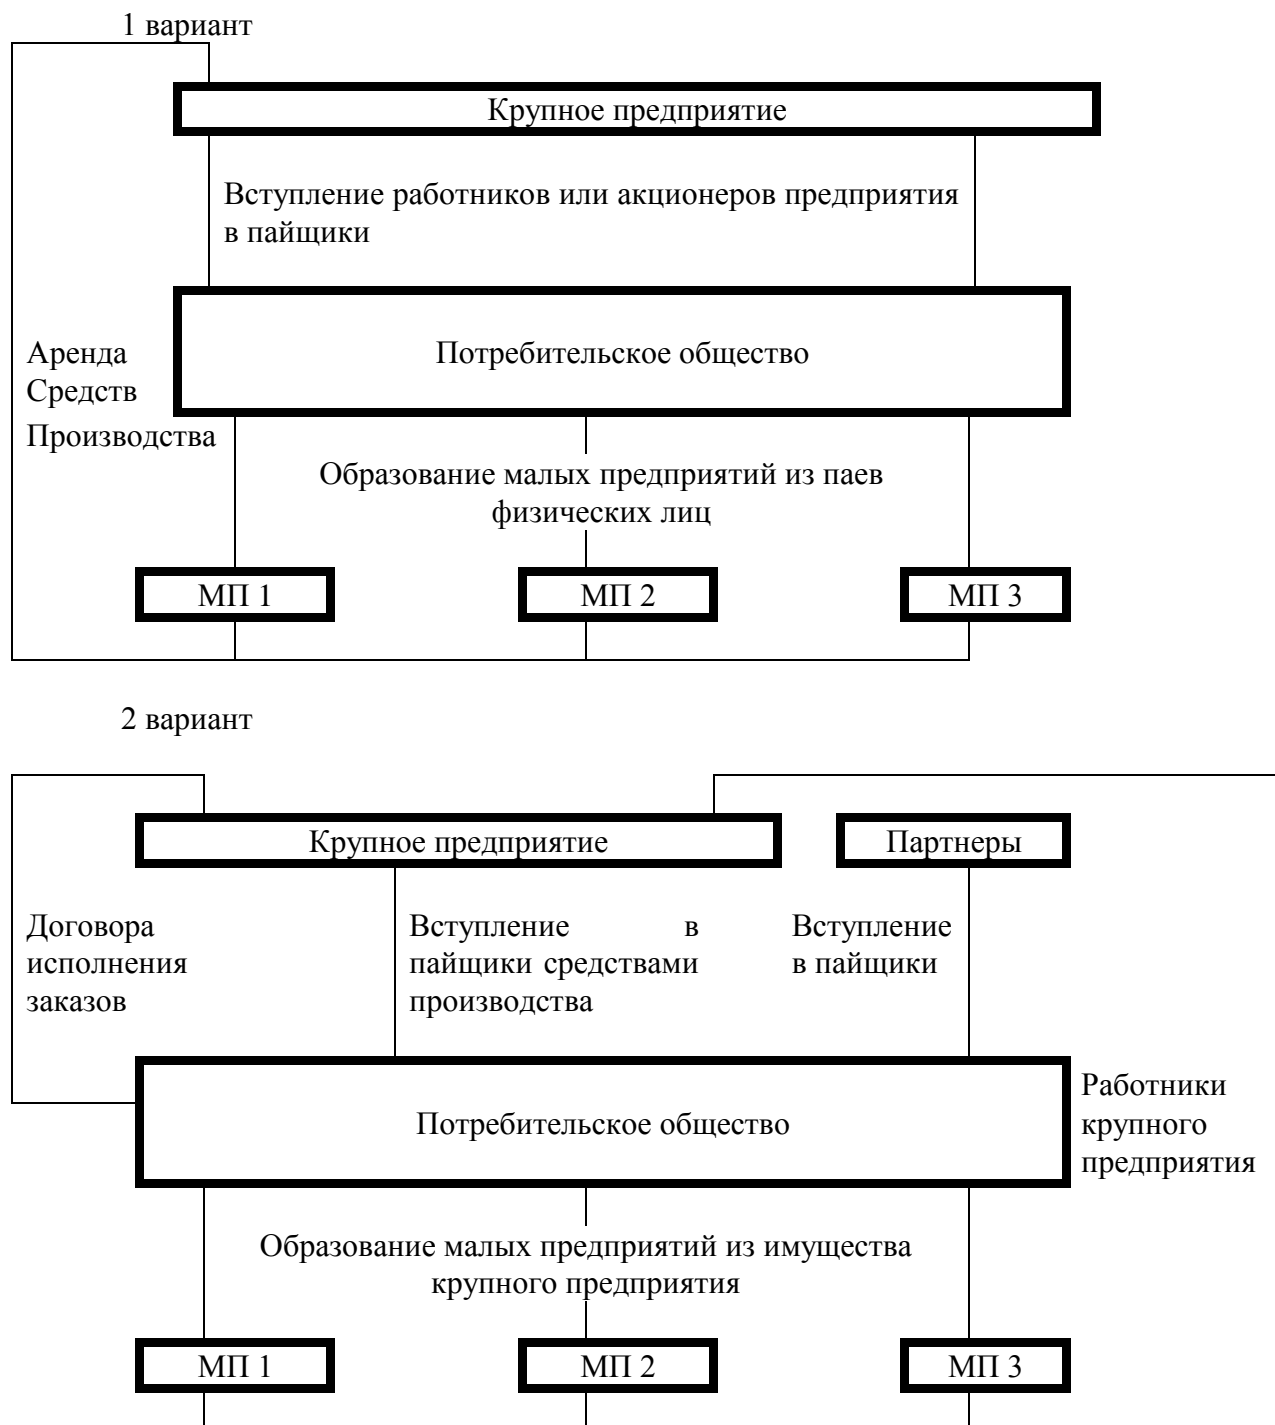 1 вариант
Крупное предприятие
Вступление работников или акционеров предприятия
в пайщики
Аренда
Средств
Производства
Потребительское общество
Образование малых предприятий из паев
физических лиц
МП 1
МП 2
МП 3
2 вариант
Крупное предприятие
Партнеры
Договора
исполнения
заказов
Вступление в
пайщики средствами
производства
Вступление
в пайщики
Потребительское общество
Работники
крупного
предприятия
Образование малых предприятий из имущества
крупного предприятия
МП 1
МП 2
МП 3